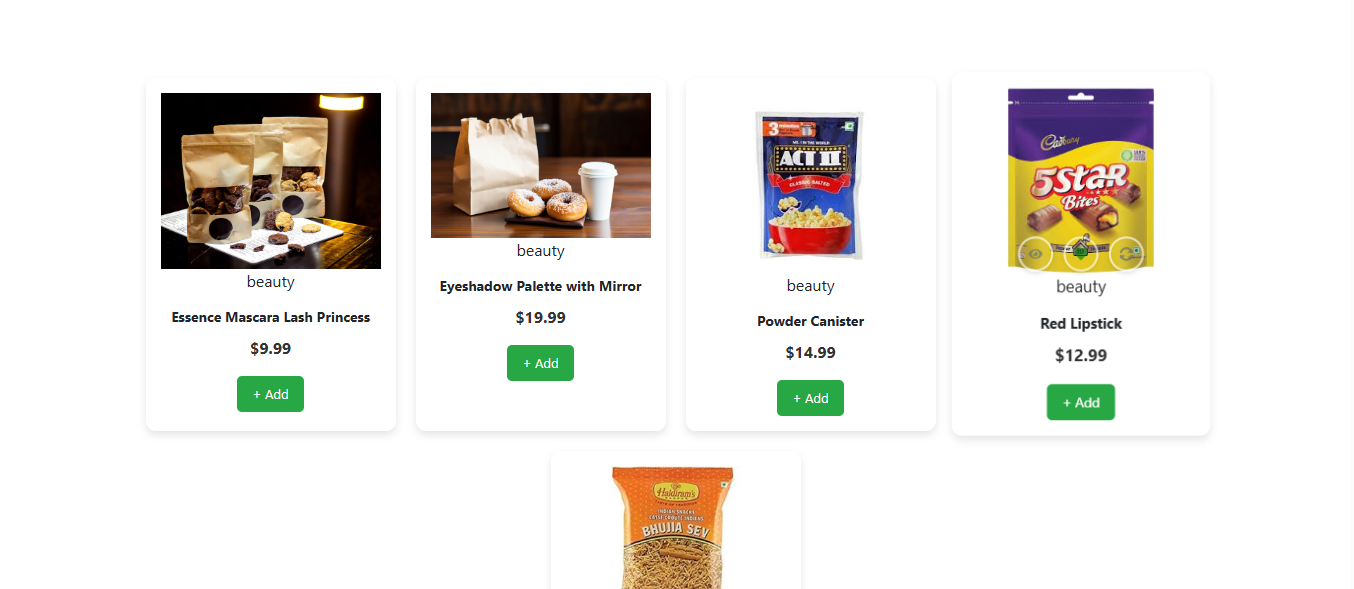 beauty
Essence Mascara Lash Princess
$9.99
+ Add
beauty
Eyeshadow Palette with Mirror
$19.99
+ Add
3
ACT II
CLASSIC SALTED
beauty
Powder Canister
$14.99
+ Add
Cadbury
5Star
Bites
beauty
Red Lipstick
$12.99
+ Add
Haldiram's
BHUJIA SEV